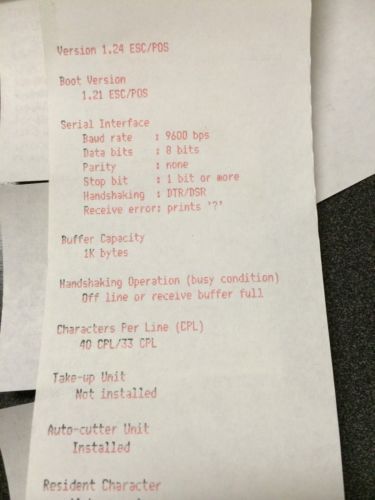 Version 1.24 ESC/POS
Boot Version
1.21 ESC/POS
Serial Interface
Baud rate : 9600 bps
Data bits : 8 bits
Parity : none
Stop bit : 1 bit or more
Handshaking : DTR/DSR
Receive error: prints '?'
Buffer Capacity
1K bytes
Handshaking Operation (busy condition)
Off line or receive buffer full
Characters Per Line (CPL)
40 CPL/33 CPL
Take-up Unit
Not installed
Auto-cutter Unit
Installed
Resident Character